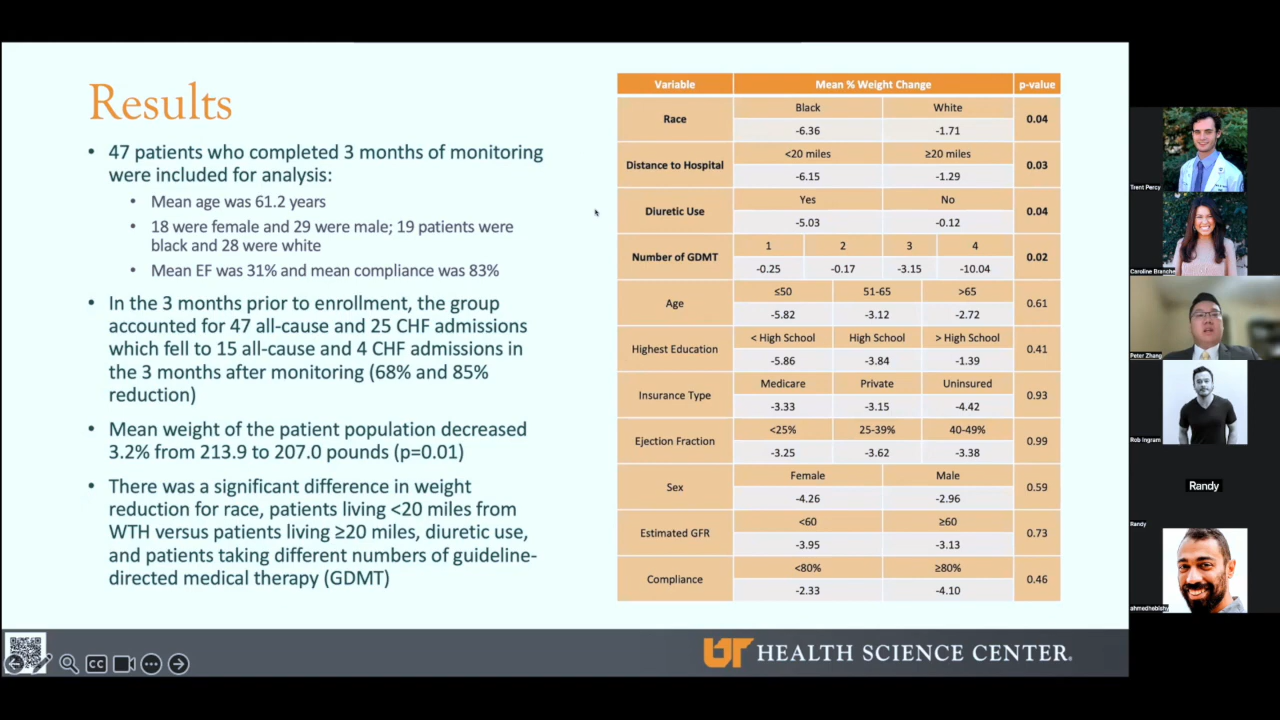 Results
• 47 patients who completed 3 months of monitoring
were included for analysis:
• Mean age was 61.2 years
• 18 were female and 29 were male; 19 patients were
black and 28 were white
• Mean EF was 31% and mean compliance was 83%
• In the 3 months prior to enrollment, the group
accounted for 47 all-cause and 25 CHF admissions
which fell to 15 all-cause and 4 CHF admissions in
the 3 months after monitoring (68% and 85%
reduction)
• Mean weight of the patient population decreased
3.2% from 213.9 to 207.0 pounds (p=0.01)
• There was a significant difference in weight
reduction for race, patients living <20 miles from
WTH versus patients living ≥20 miles, diuretic use,
and patients taking different numbers of guideline-
directed medical therapy (GDMT)
Variable Mean % Weight Change p-value
Race Black White 0.04
-6.36 -1.71
Distance to Hospital <20 miles ≥20 miles 0.03
-6.15 -1.29
Diuretic Use Yes No 0.04
-5.03 -0.12
Number of GDMT 1 2 3 4 0.02
-0.25 -0.17 -3.15 -10.04
Age ≤50 51-65 >65 0.61
-5.82 -3.12 -2.72
Highest Education < High School High School > High School 0.41
-5.86 -3.84 -1.39
Insurance Type Medicare Private Uninsured 0.93
-3.33 -3.15 -4.42
Ejection Fraction <25% 25-39% 40-49% 0.99
-3.25 -3.62 -3.38
Sex Female Male 0.59
-4.26 -2.96
Estimated GFR <60 ≥60 0.73
-3.95 -3.13
Compliance <80% ≥80% 0.46
-2.33 -4.10
CC
UT HEALTH SCIENCE CENTER.
Trent Percy
Caroline Branche
Peter Zhang
Rob Ingram
Randy
Randy
ahmedhebishy